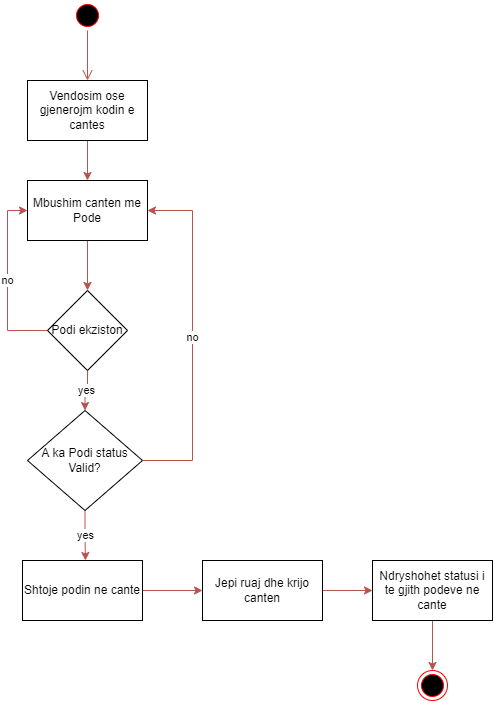 Vendosim ose
gjenerojm kodin e
cantes
Mbushim canten me
Pode
no
Podi ekziston
no
yes
A ka Podi status
Valid?
yes
Shtoje podin ne cante
Jepi ruaj dhe krijo
canten
Ndryshohet statusi i
te gjith podeve ne
cante